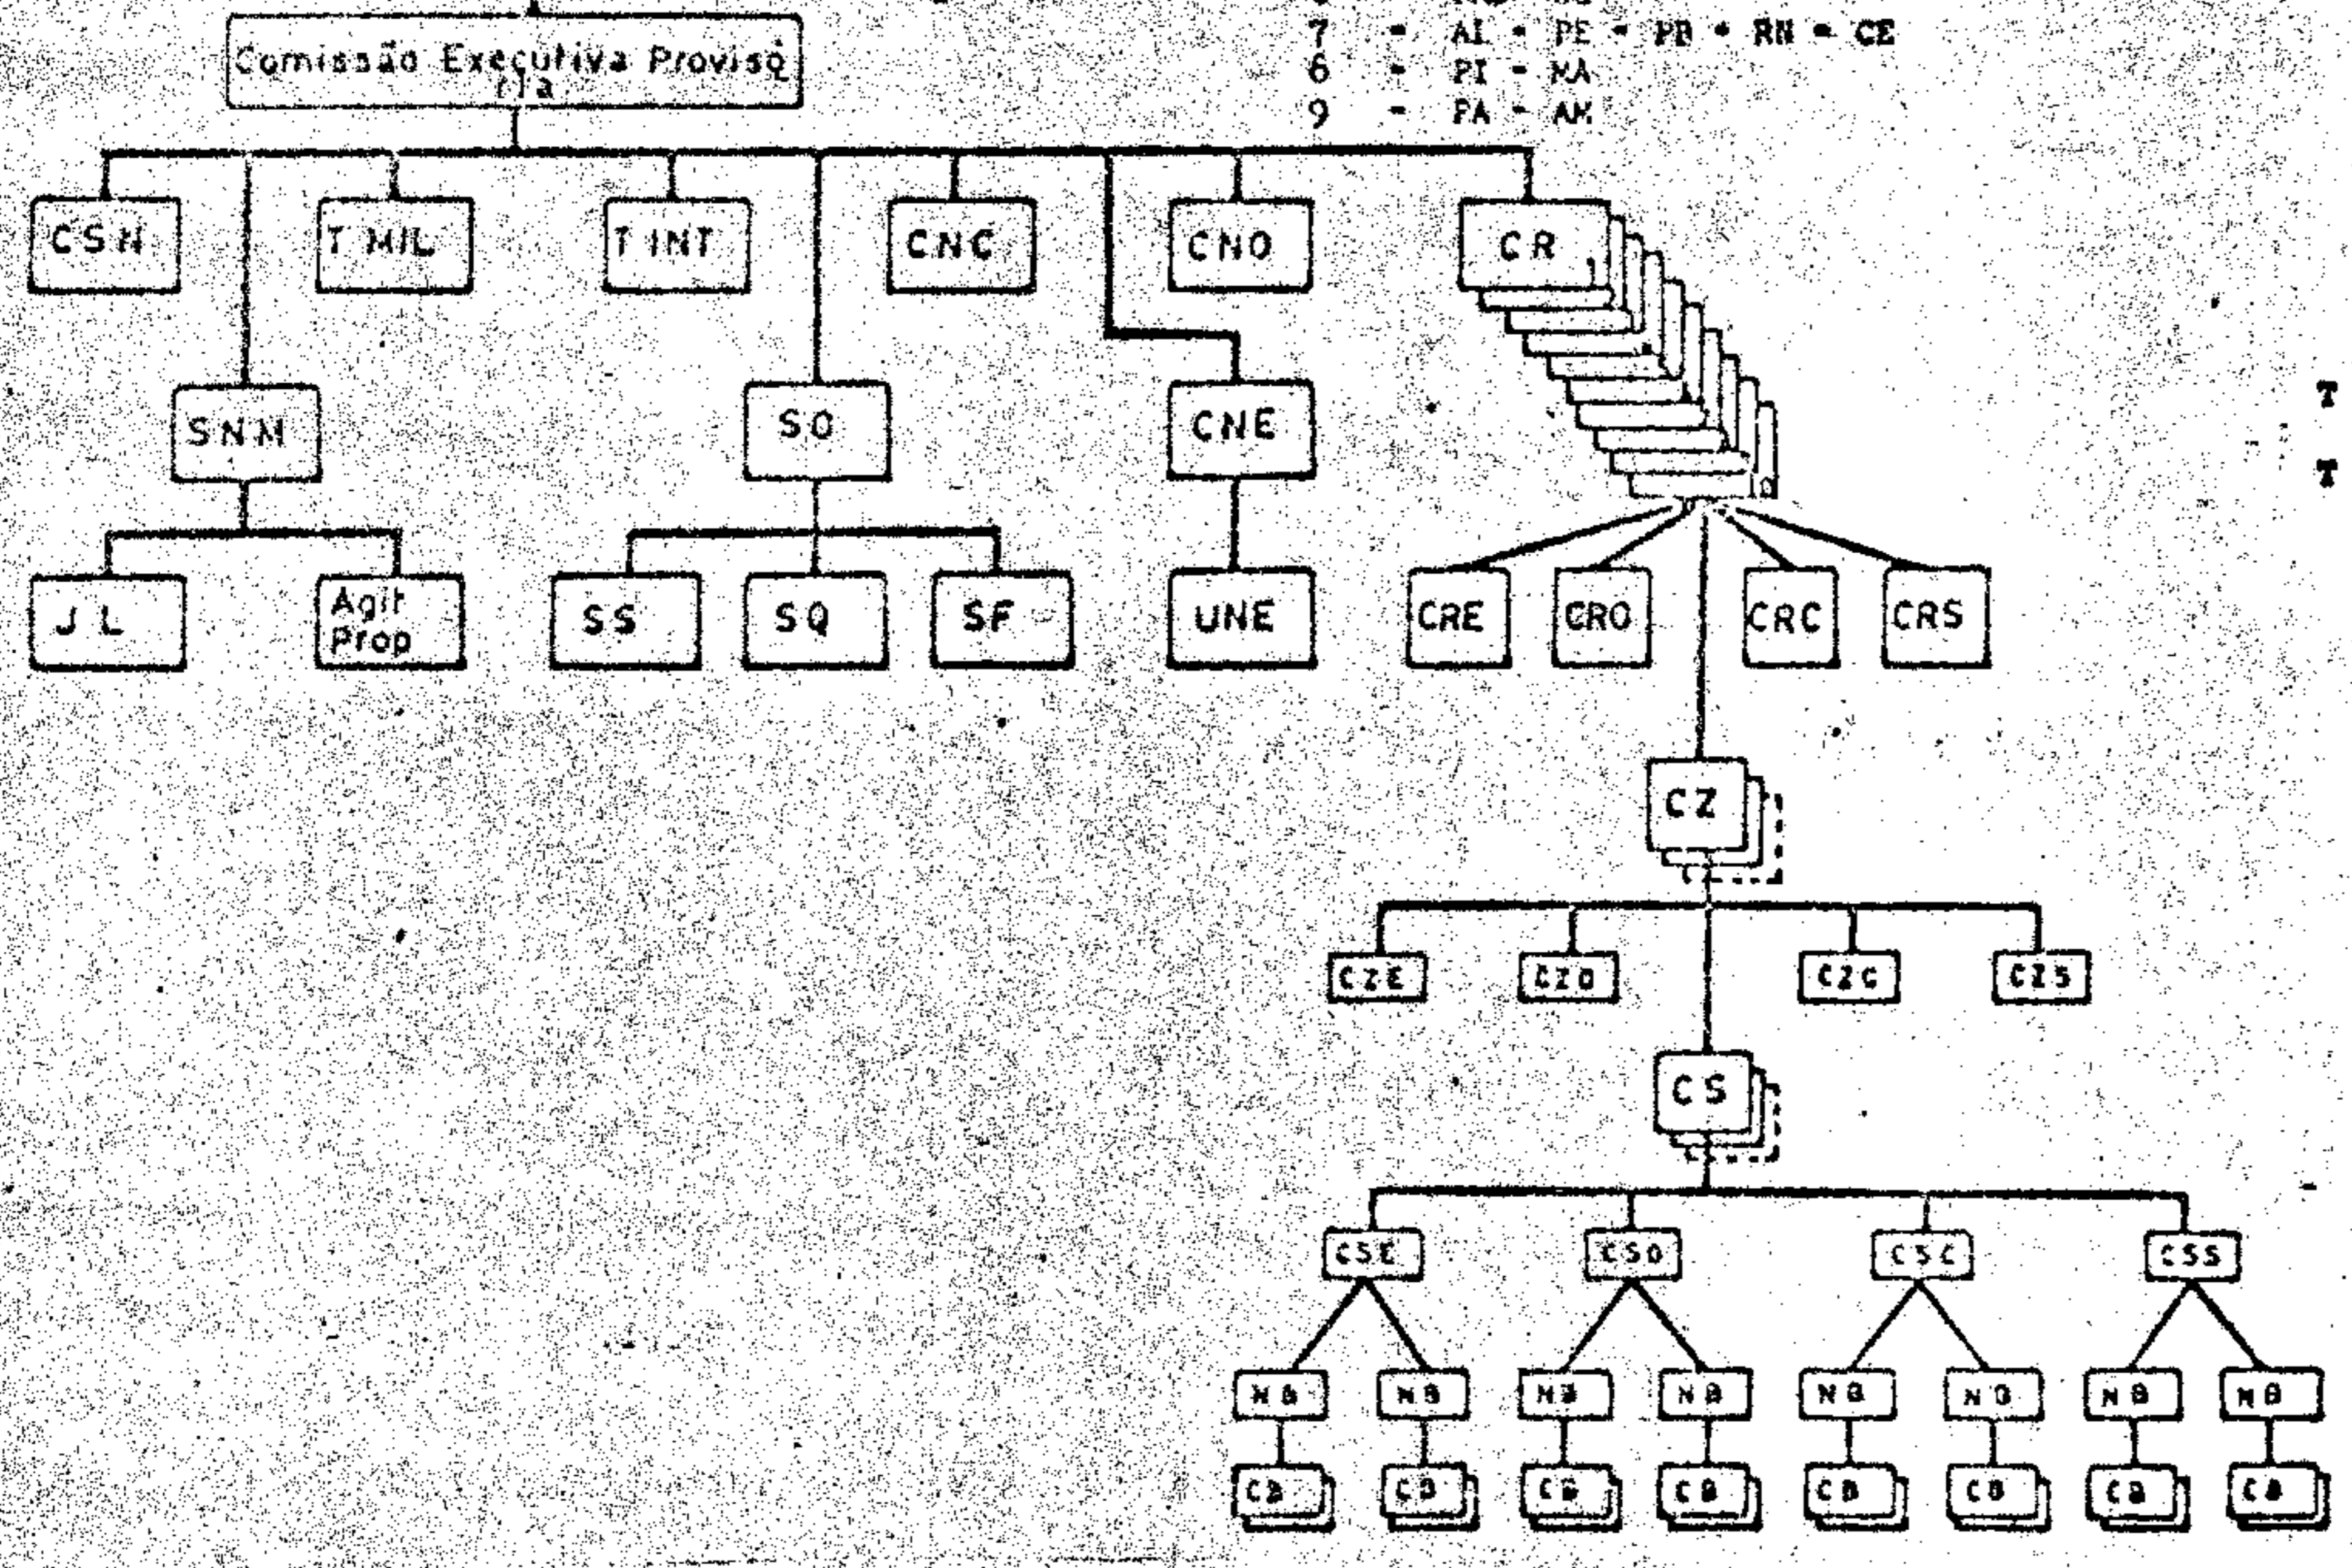 Comissão Executiva Provisó
ria
7 - AL - PE - PB - RN - CE
6 - PI - MA
9 - PA - AM
CSN
T MIL
T INT
CNC
CNO
CR
SNM
SO
CNE
T
T
JL
Agit
Prop
SS
SQ
SF
UNE
CRE
CRO
CRC
CRS
CZ
CZE
CZO
CZC
CZS
CS
CSE
CSO
CSC
CSS
NB NB NB NB NB NB NB NB
CB CB CB CB CB CB CB CB